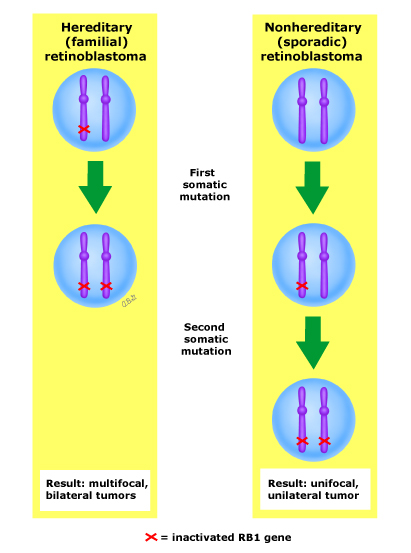 Hereditary
(familial)
retinoblastoma
Nonhereditary
(sporadic)
retinoblastoma
First
somatic
mutation
Second
somatic
mutation
Result: multifocal,
bilateral tumors
Result: unifocal,
unilateral tumor
X = inactivated RB1 gene